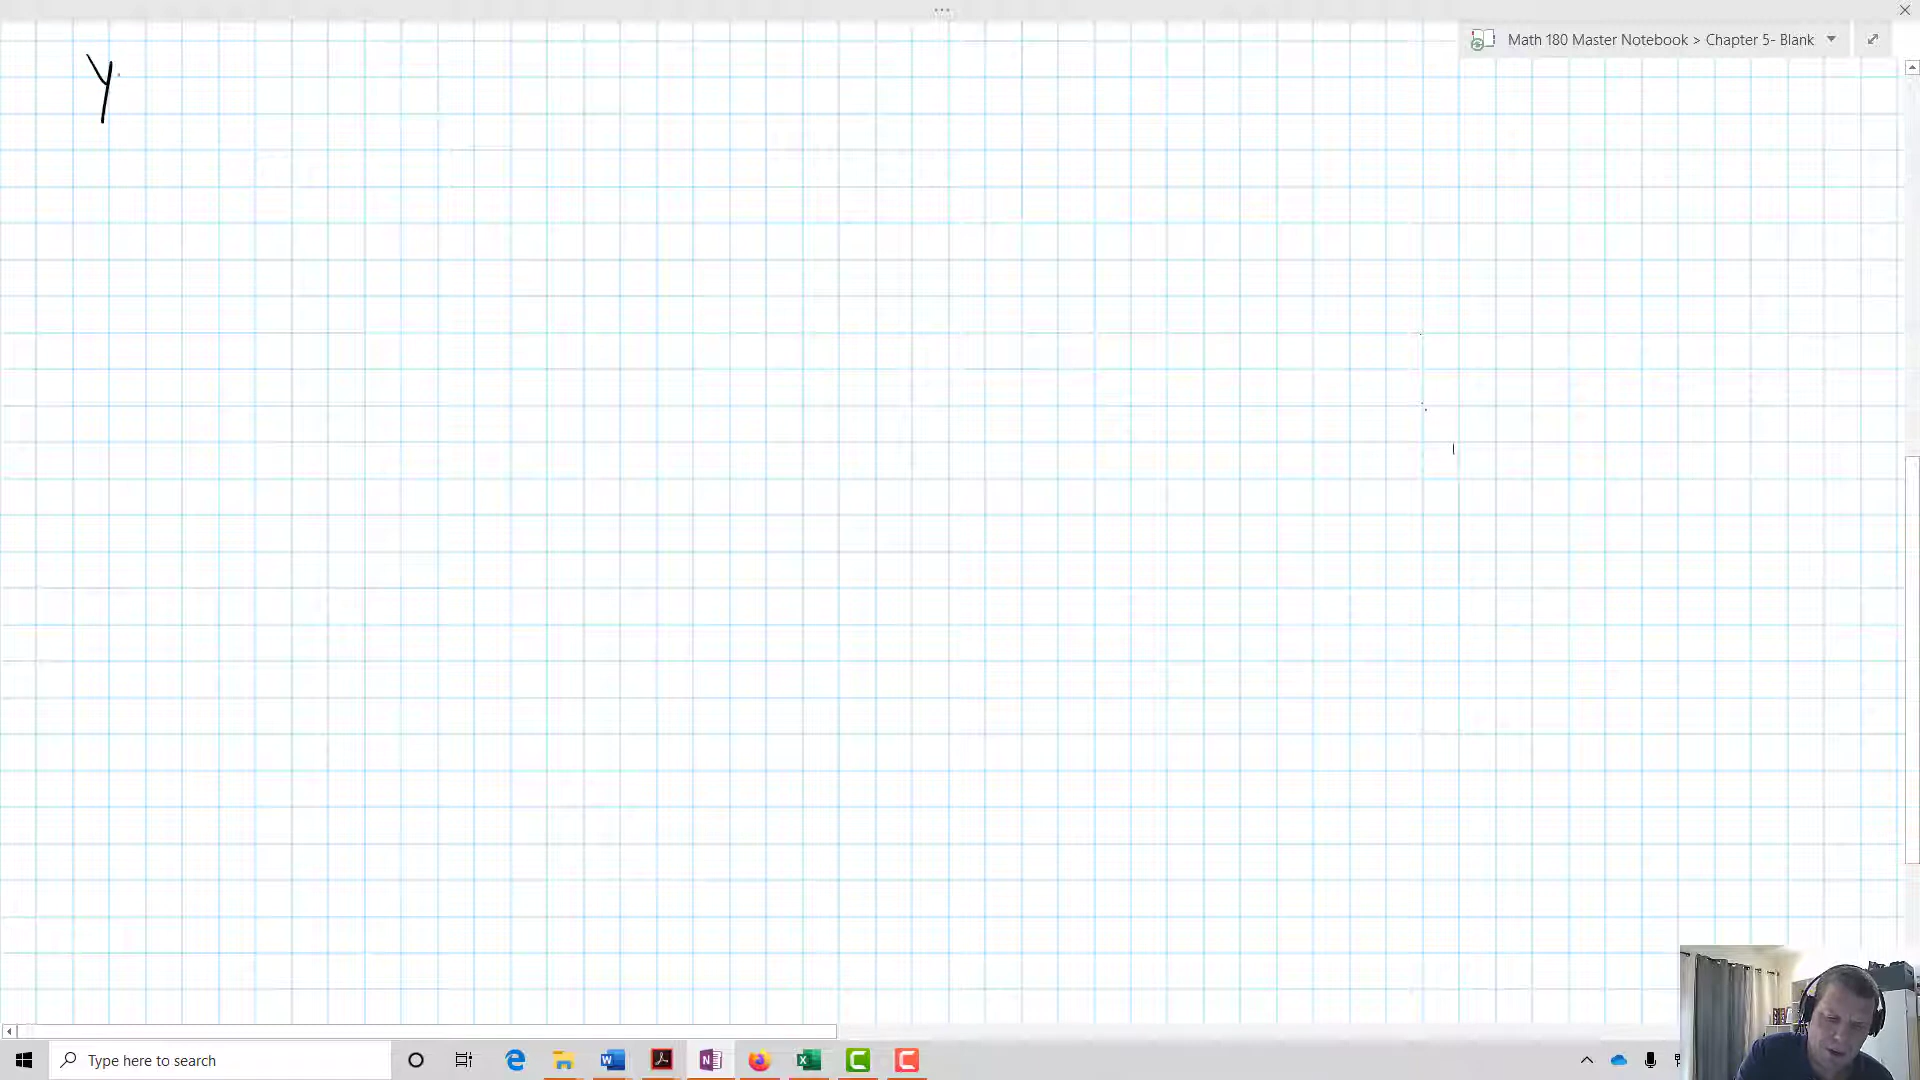 Math 180 Master Notebook > Chapter 5- Blank
y
Type here to search